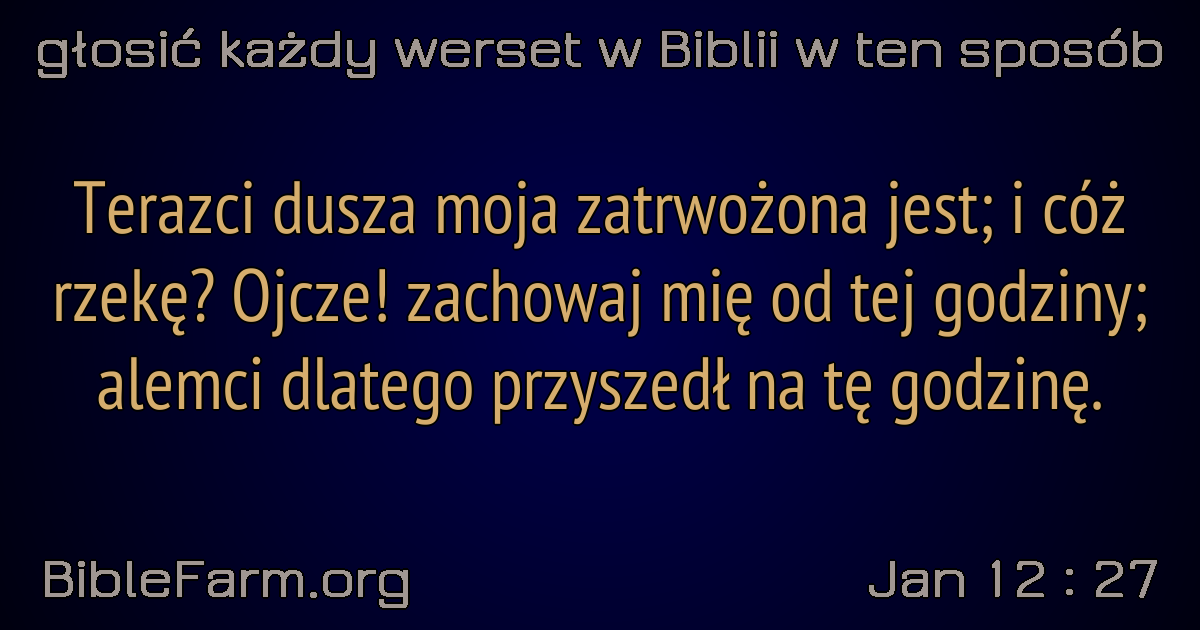 głosić każdy werset w Biblii w ten sposób
Terazci dusza moja zatrwożona jest; i cóż
rzekę? Ojcze! zachowaj mię od tej godziny;
alemci dlatego przyszedł na tę godzinę.
BibleFarm.org
Jan 12 : 27